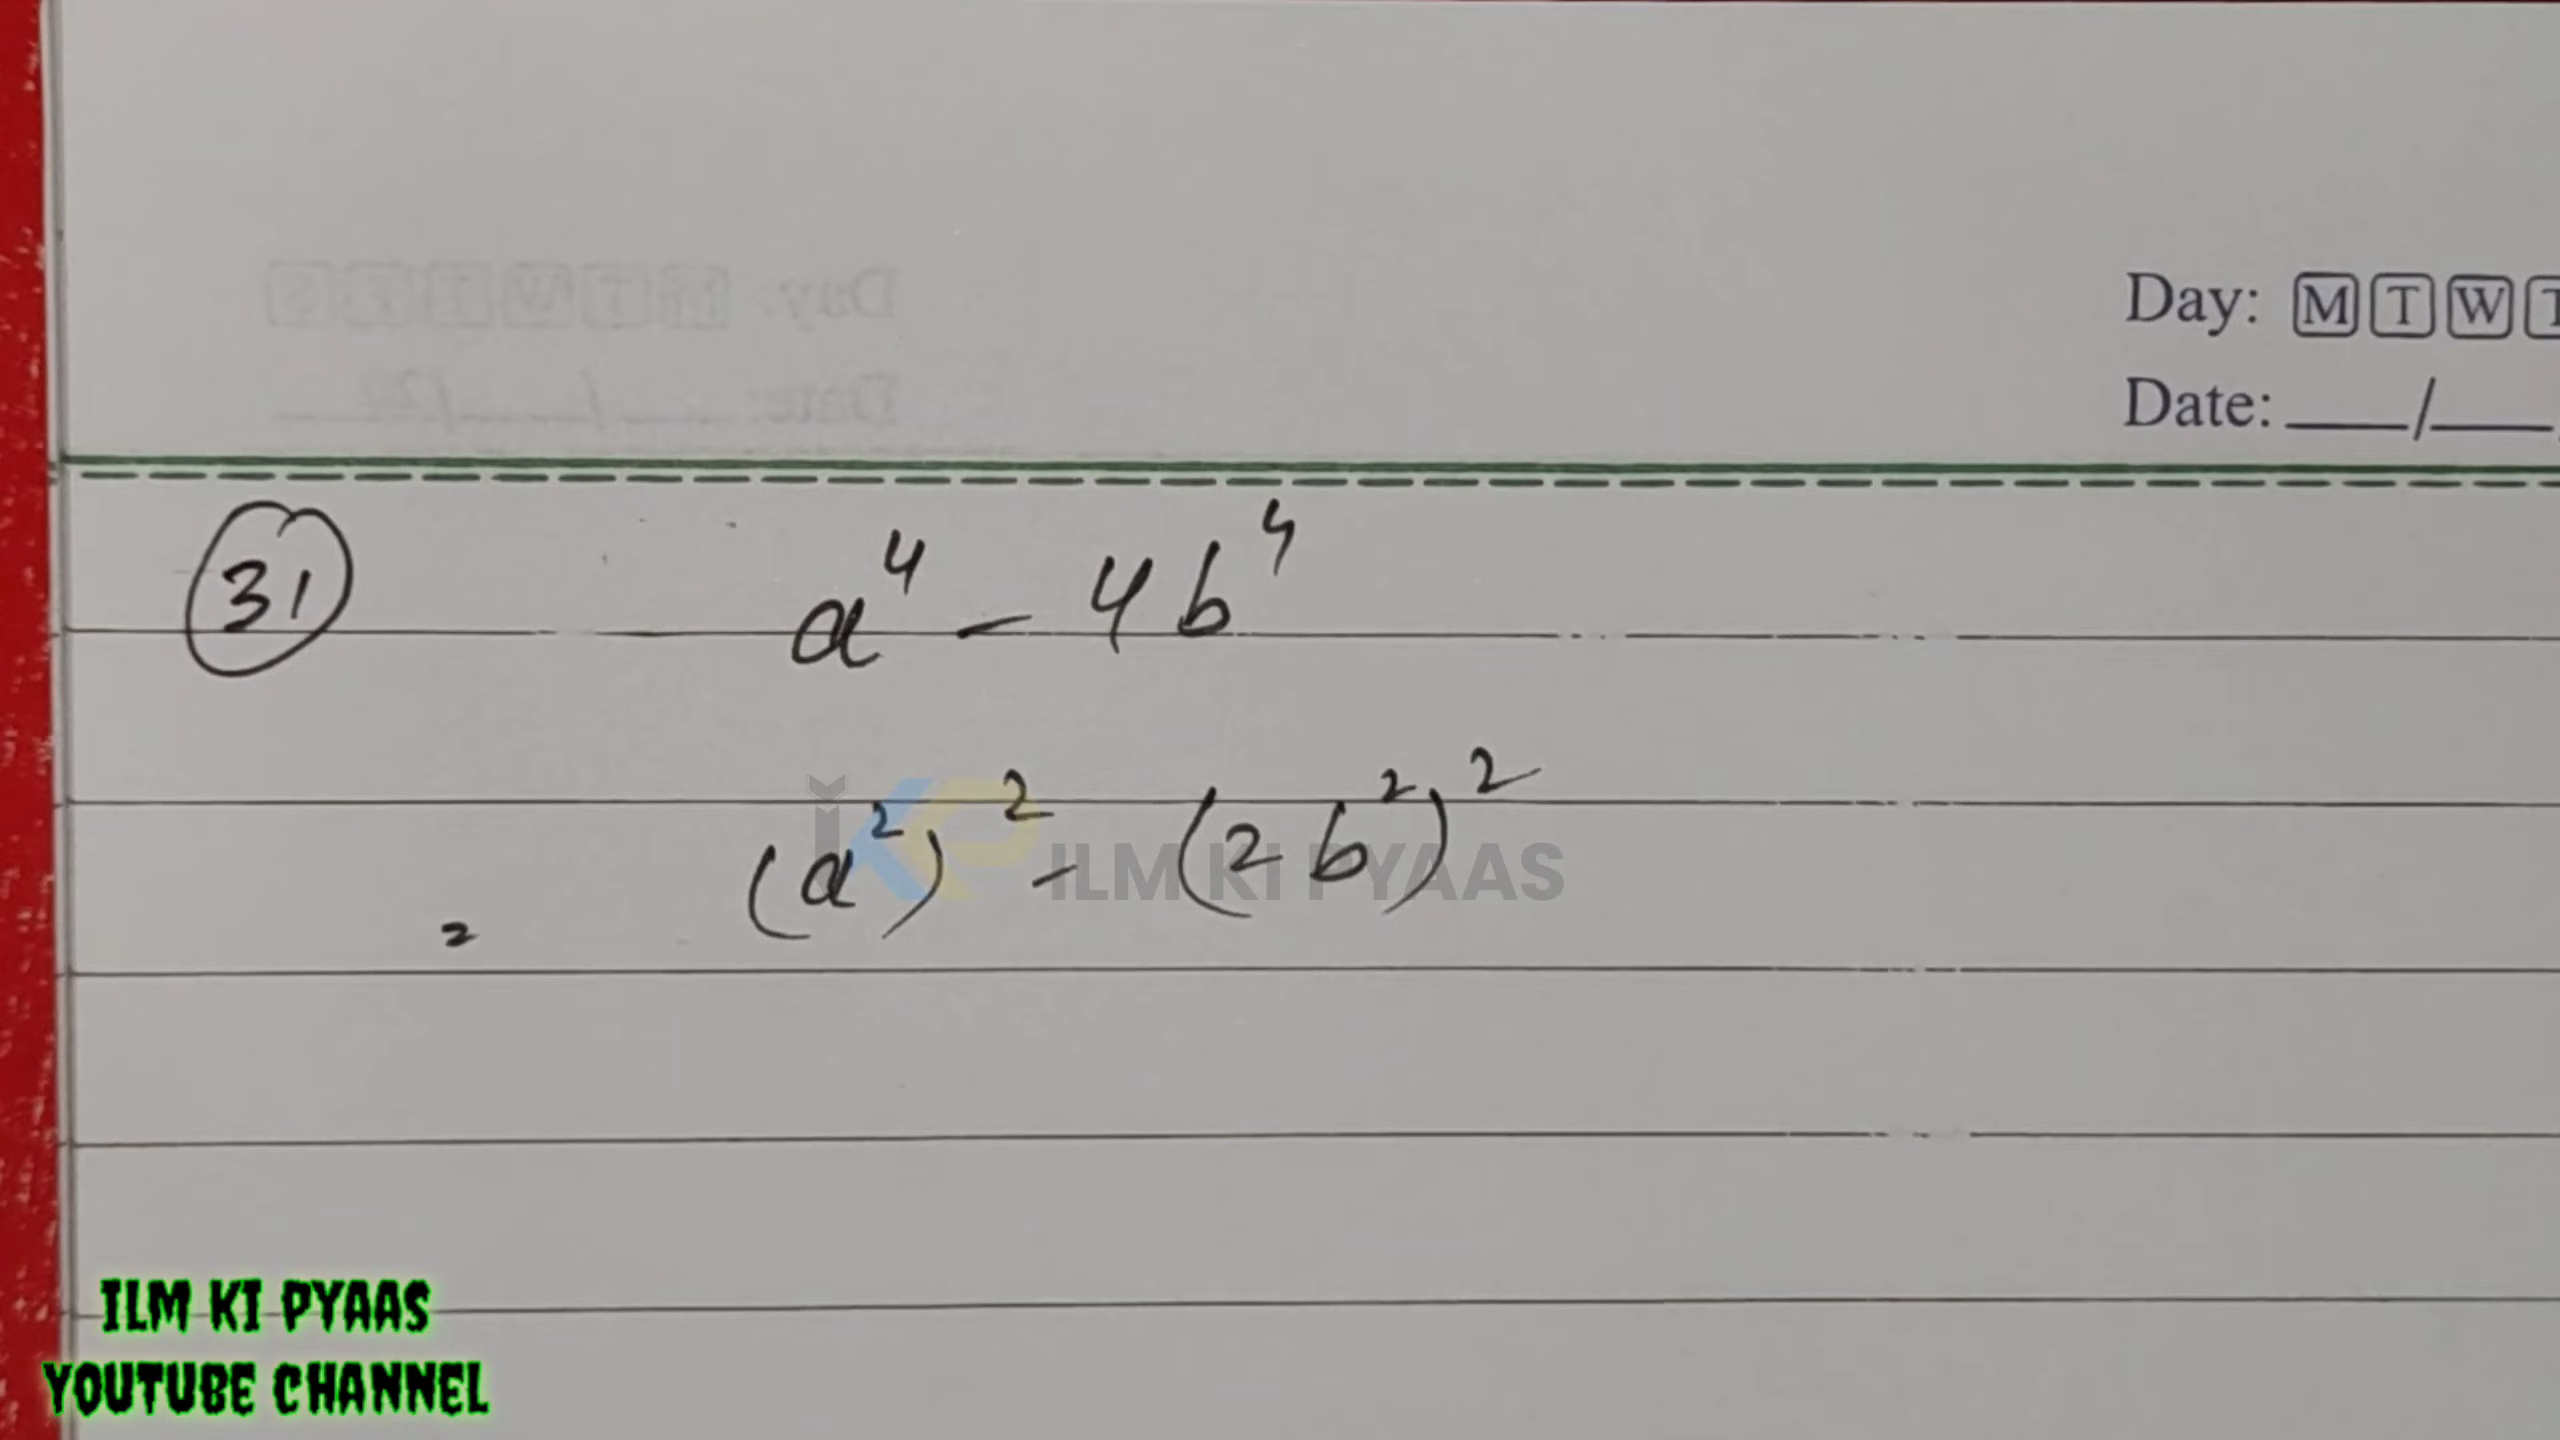 Day: M T W T
Date: ___/___
31 a⁴ - 4b⁴
= (a²)² - (2b²)²
ILM KI PYAAS
ILM KI PYAAS
YOUTUBE CHANNEL